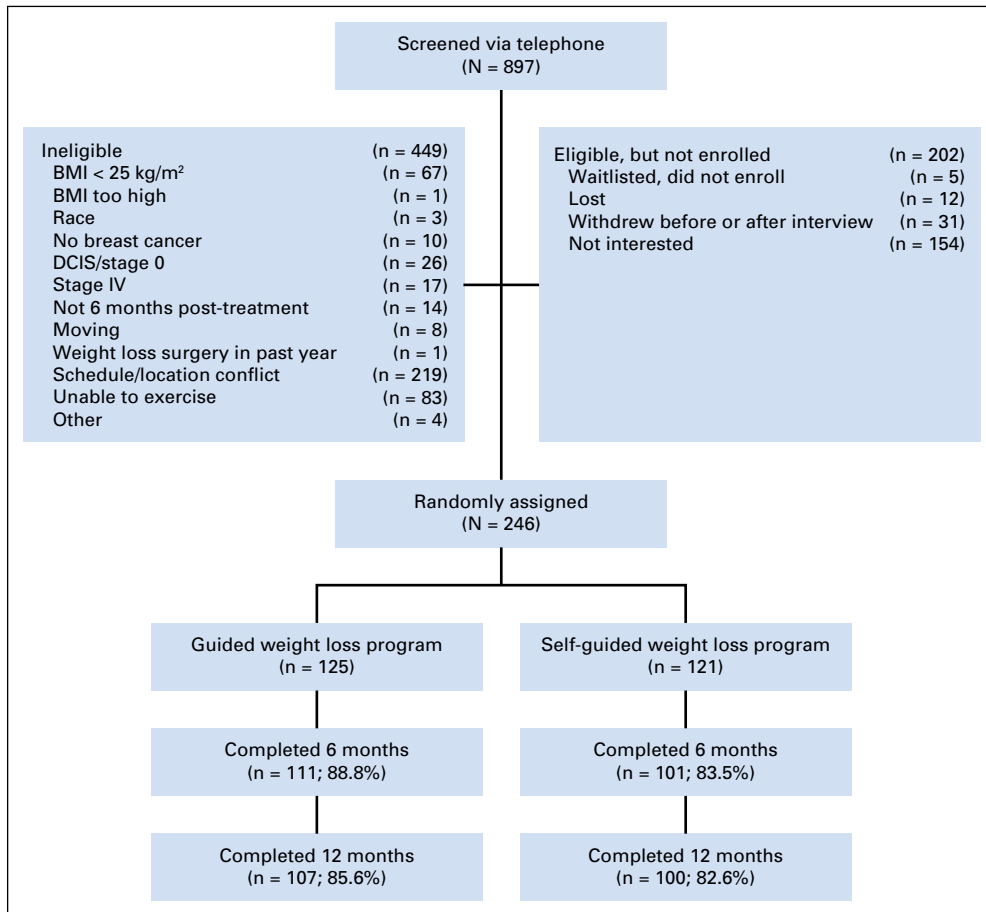 Screened via telephone
(N = 897)
Ineligible (n = 449)
BMI < 25 kg/m² (n = 67)
BMI too high (n = 1)
Race (n = 3)
No breast cancer (n = 10)
DCIS/stage 0 (n = 26)
Stage IV (n = 17)
Not 6 months post-treatment (n = 14)
Moving (n = 8)
Weight loss surgery in past year (n = 1)
Schedule/location conflict (n = 219)
Unable to exercise (n = 83)
Other (n = 4)
Eligible, but not enrolled (n = 202)
Waitlisted, did not enroll (n = 5)
Lost (n = 12)
Withdrew before or after interview (n = 31)
Not interested (n = 154)
Randomly assigned
(N = 246)
Guided weight loss program
(n = 125)
Self-guided weight loss program
(n = 121)
Completed 6 months
(n = 111; 88.8%)
Completed 6 months
(n = 101; 83.5%)
Completed 12 months
(n = 107; 85.6%)
Completed 12 months
(n = 100; 82.6%)